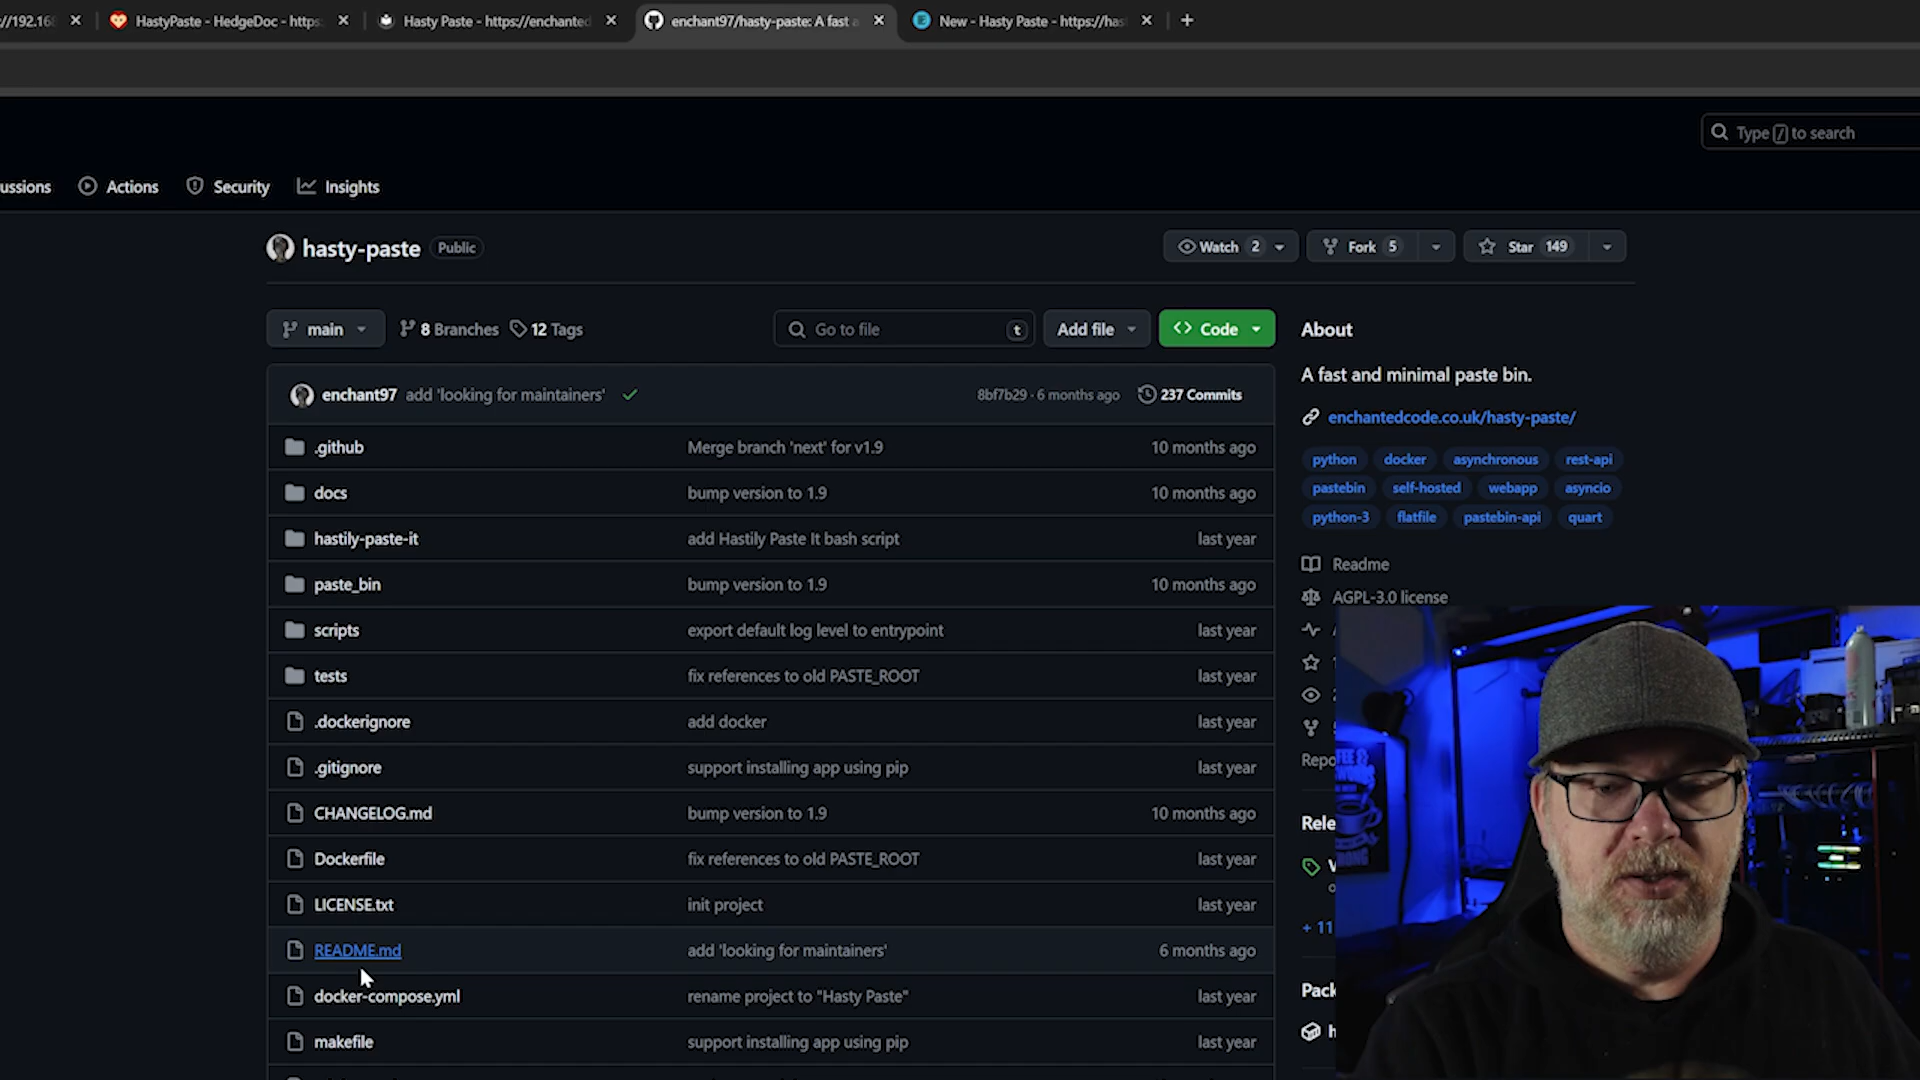 ://192.168
HastyPaste - HedgeDoc - https:
Hasty Paste - https://enchanted
enchant97/hasty-paste: A fast a
New - Hasty Paste - https://has
Type / to search
ussions
Actions
Security
Insights
hasty-paste
Public
Watch 2
Fork 5
Star 149
main
8 Branches
12 Tags
Go to file
t
Add file
<> Code
About
A fast and minimal paste bin.
enchantedcode.co.uk/hasty-paste/
python docker asynchronous rest-api
pastebin self-hosted webapp asyncio
python-3 flatfile pastebin-api quart
Readme
AGPL-3.0 license
enchant97 add 'looking for maintainers' 8bf7b29 · 6 months ago 237 Commits
.github Merge branch 'next' for v1.9 10 months ago
docs bump version to 1.9 10 months ago
hastily-paste-it add Hastily Paste It bash script last year
paste_bin bump version to 1.9 10 months ago
scripts export default log level to entrypoint last year
tests fix references to old PASTE_ROOT last year
.dockerignore add docker last year
.gitignore support installing app using pip last year
CHANGELOG.md bump version to 1.9 10 months ago
Dockerfile fix references to old PASTE_ROOT last year
LICENSE.txt init project last year
README.md add 'looking for maintainers' 6 months ago
docker-compose.yml rename project to "Hasty Paste" last year
makefile support installing app using pip last year
Repo
Rele
+ 11
Pack
h